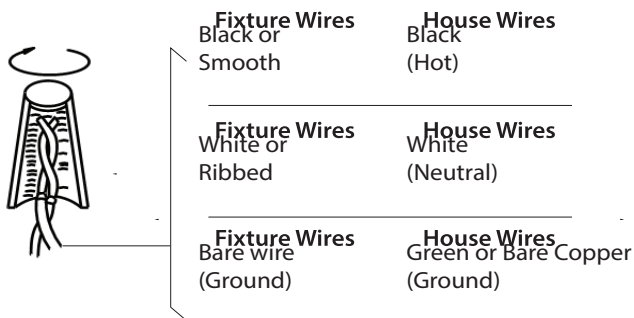 Fixture Wires House Wires
Black or Black
Smooth (Hot)
Fixture Wires House Wires
White or White
Ribbed (Neutral)
Fixture Wires House Wires
Bare wire Green or Bare Copper
(Ground) (Ground)